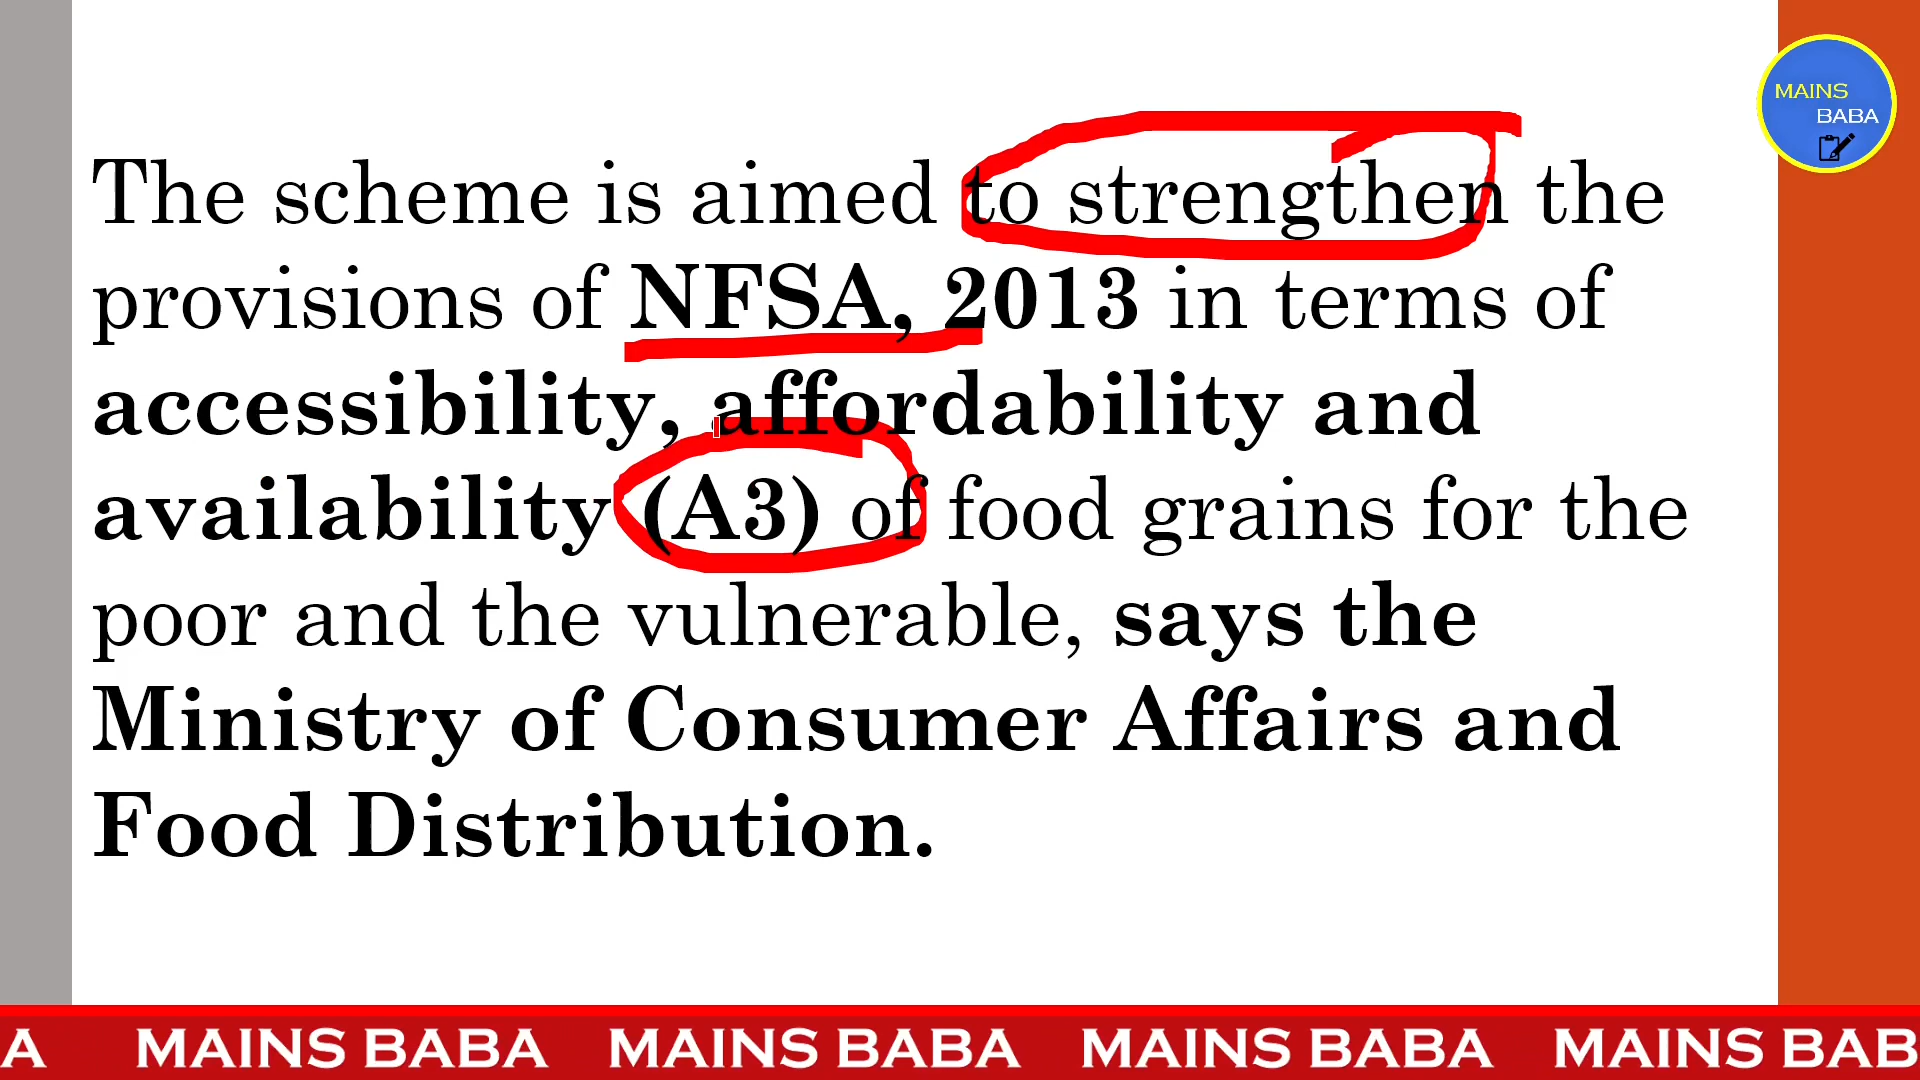 MAINS
BABA
The scheme is aimed to strengthen the
provisions of NFSA, 2013 in terms of
accessibility, affordability and
availability (A3) of food grains for the
poor and the vulnerable, says the
Ministry of Consumer Affairs and
Food Distribution.
A MAINS BABA MAINS BABA MAINS BABA MAINS BAB